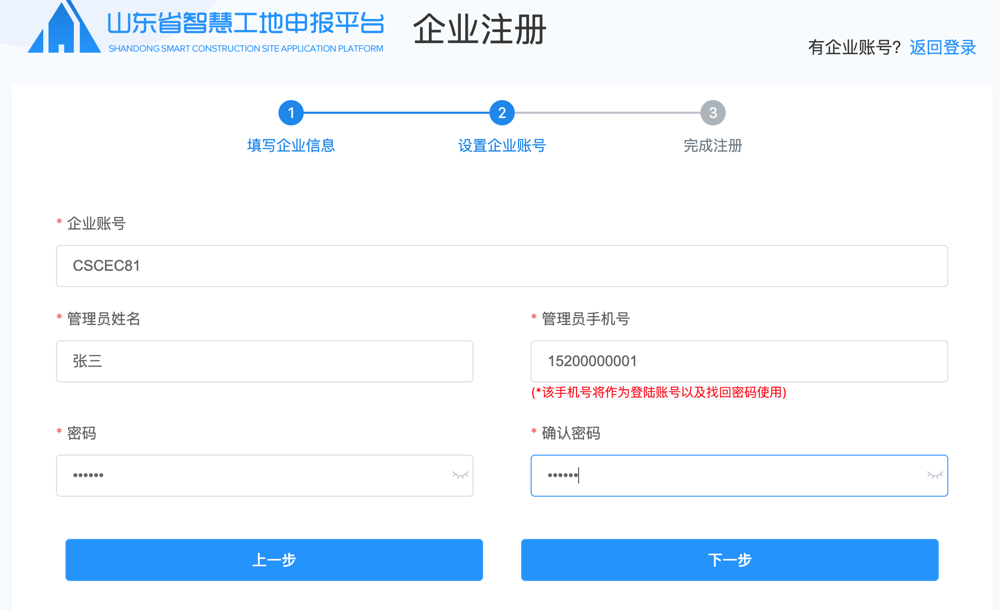 山东省智慧工地申报平台
SHANDONG SMART CONSTRUCTION SITE APPLICATION PLATFORM
企业注册
有企业账号? 返回登录
1 2 3
填写企业信息 设置企业账号 完成注册
* 企业账号
CSCEC81
* 管理员姓名 * 管理员手机号
张三 15200000001
(*该手机号将作为登陆账号以及找回密码使用)
* 密码 * 确认密码
•••••• ••••••
上一步 下一步